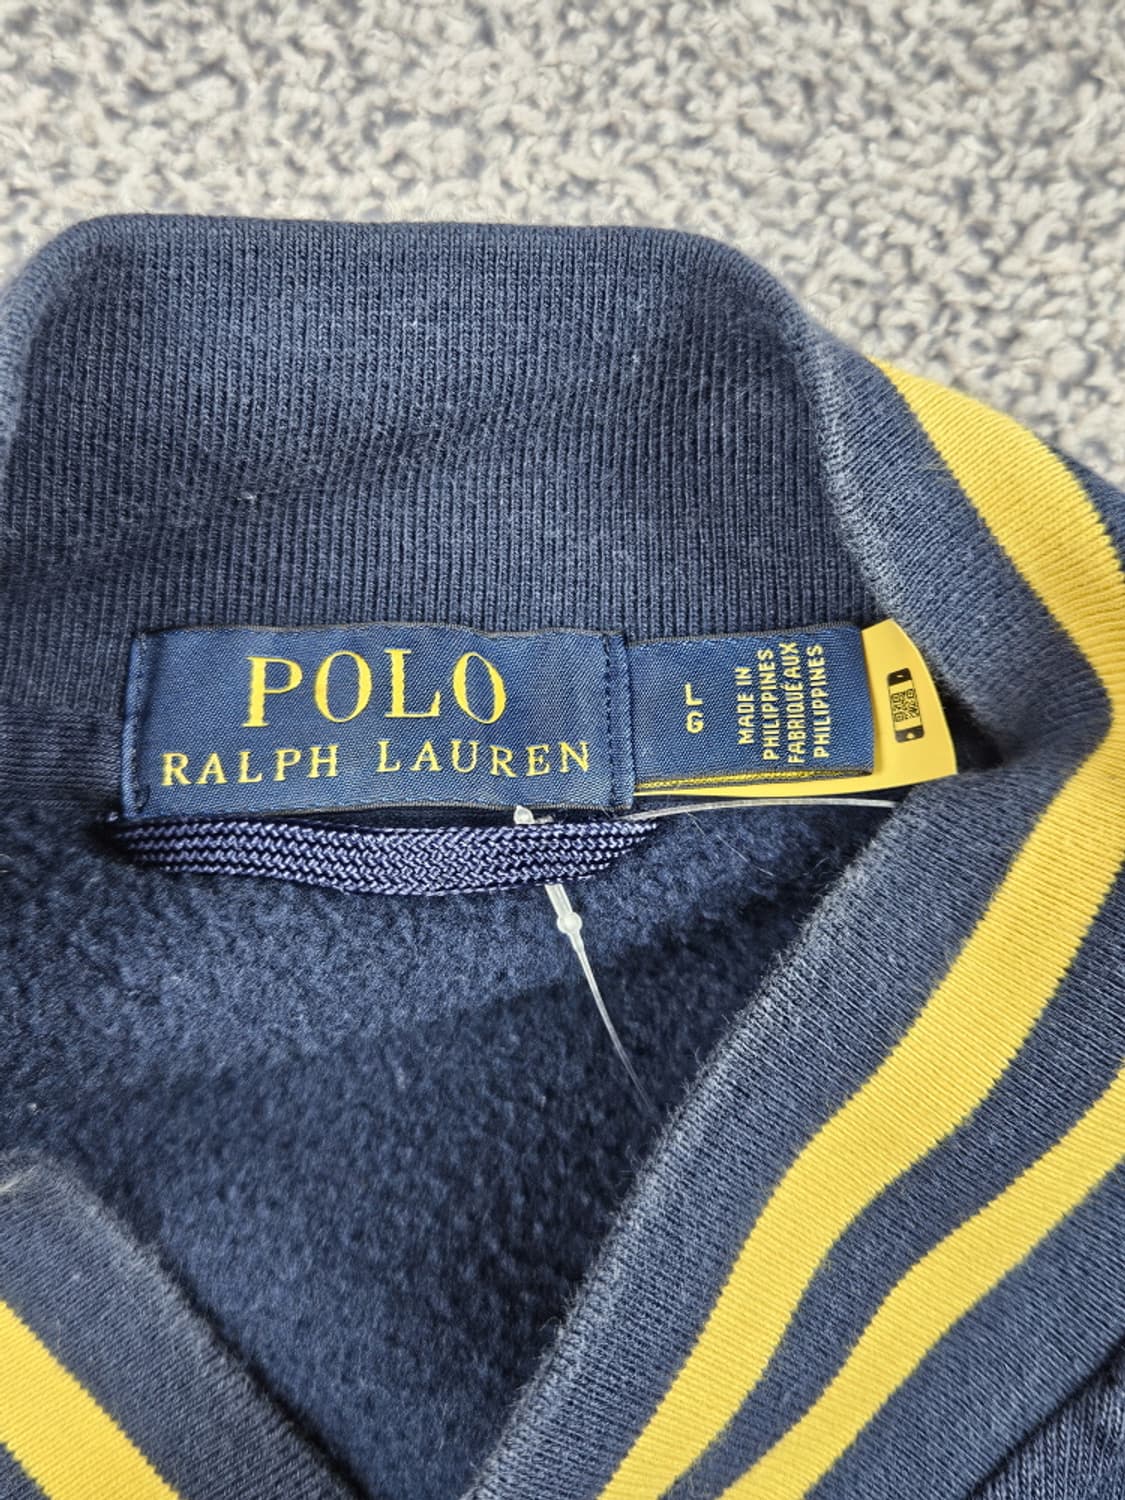 POLO
RALPH LAUREN
L
G
MADE IN
PHILIPPINES
FABRIQUÉ AUX
PHILIPPINES